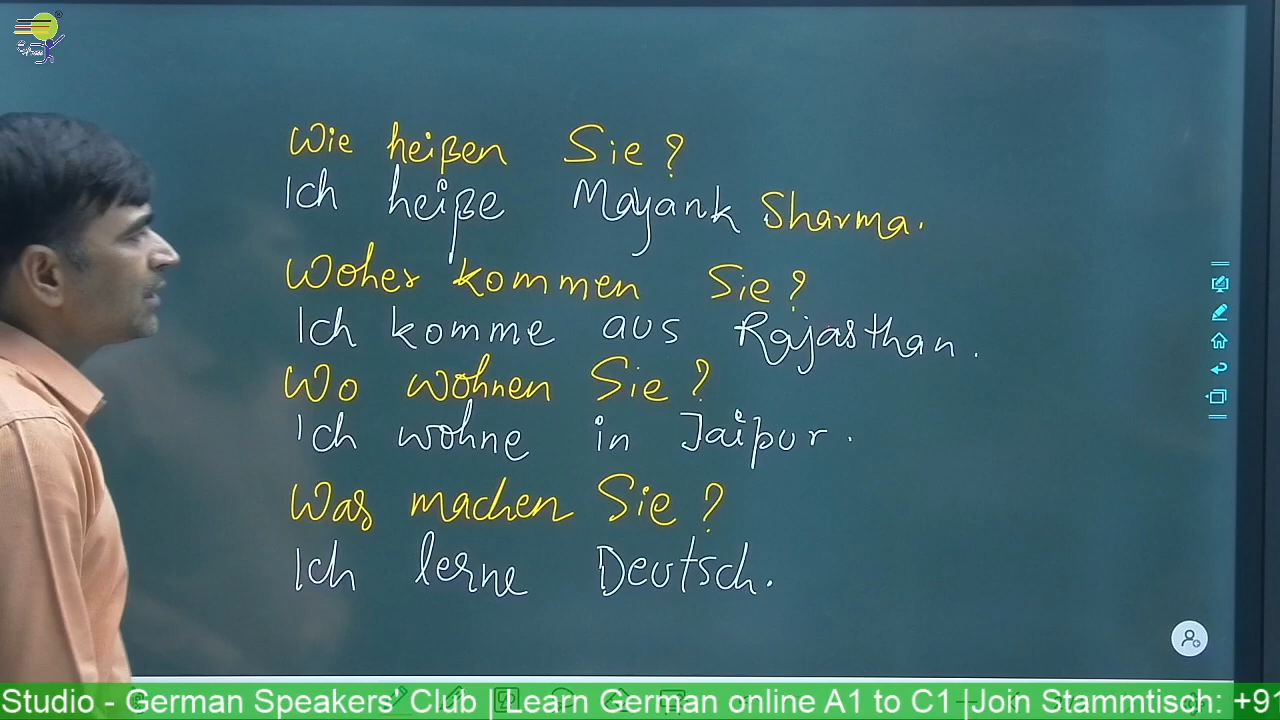 Wie heißen Sie?
Ich heiße Mayank Sharma.
Woher kommen Sie?
Ich komme aus Rajasthan.
Wo wohnen Sie?
Ich wohne in Jaipur.
Was machen Sie?
Ich lerne Deutsch.
Studio - German Speakers' Club | Learn German online A1 to C1 |Join Stammtisch: +91